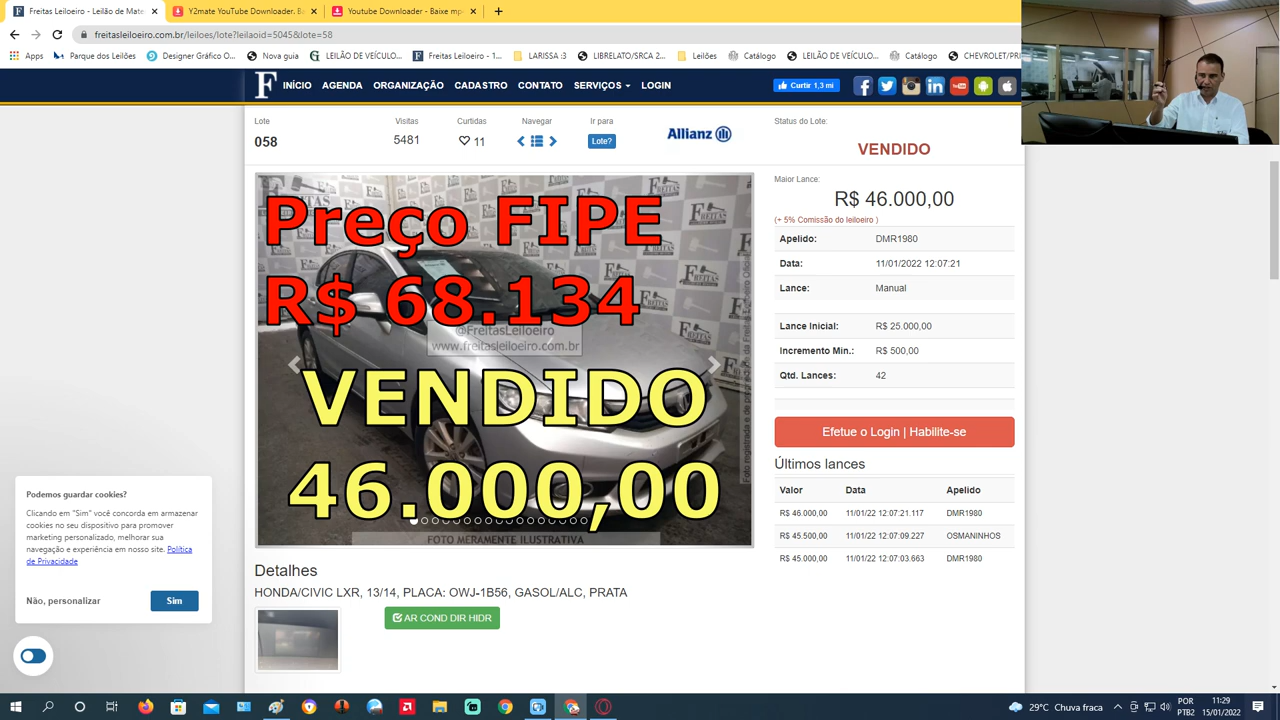 Freitas Leiloeiro - Leilão de Mate
Y2mate YouTube Downloader. Be
Youtube Downloader - Baixe mp
freitasleiloeiro.com.br/leiloes/lote?leilaoid=5045&lote=58
Apps
Parque dos Leilões
Designer Gráfico O...
Nova guia
LEILÃO DE VEÍCULO...
Freitas Leiloeiro - 1...
LARISSA :3
LIBRELATO/SRCA 2...
Leilões
Catálogo
LEILÃO DE VEÍCULO...
Catálogo
CHEVROLET/PRI
F INÍCIO AGENDA ORGANIZAÇÃO CADASTRO CONTATO SERVIÇOS LOGIN
Curtir 1,3 mil
Lote
058
Visitas
5481
Curtidas
11
Navegar
Ir para
Lote?
Allianz
Status do Lote:
VENDIDO
Maior Lance:
R$ 46.000,00
(+ 5% Comissão do leiloeiro )
Apelido: DMR1980
Data: 11/01/2022 12:07:21
Lance: Manual
Lance Inicial: R$ 25.000,00
Incremento Min.: R$ 500,00
Qtd. Lances: 42
Efetue o Login | Habilite-se
Últimos lances
Valor Data Apelido
R$ 46.000,00 11/01/22 12:07:21.117 DMR1980
R$ 45.500,00 11/01/22 12:07:09.227 OSMANINHOS
R$ 45.000,00 11/01/22 12:07:03.663 DMR1980
Preço FIPE
R$ 68.134
@FreitasLeiloeiro
www.freitasleiloeiro.com.br
VENDIDO
46.000,00
FOTO MERAMENTE ILUSTRATIVA
Detalhes
HONDA/CIVIC LXR, 13/14, PLACA: OWJ-1B56, GASOL/ALC, PRATA
AR COND DIR HIDR
Podemos guardar cookies?
Clicando em "Sim" você concorda em armazenar
cookies no seu dispositivo para promover
marketing personalizado, melhorar sua
navegação e experiência em nosso site. Política
de Privacidade
Não, personalizar
Sim
29°C Chuva fraca
POR
PTB2
11:29
15/01/2022